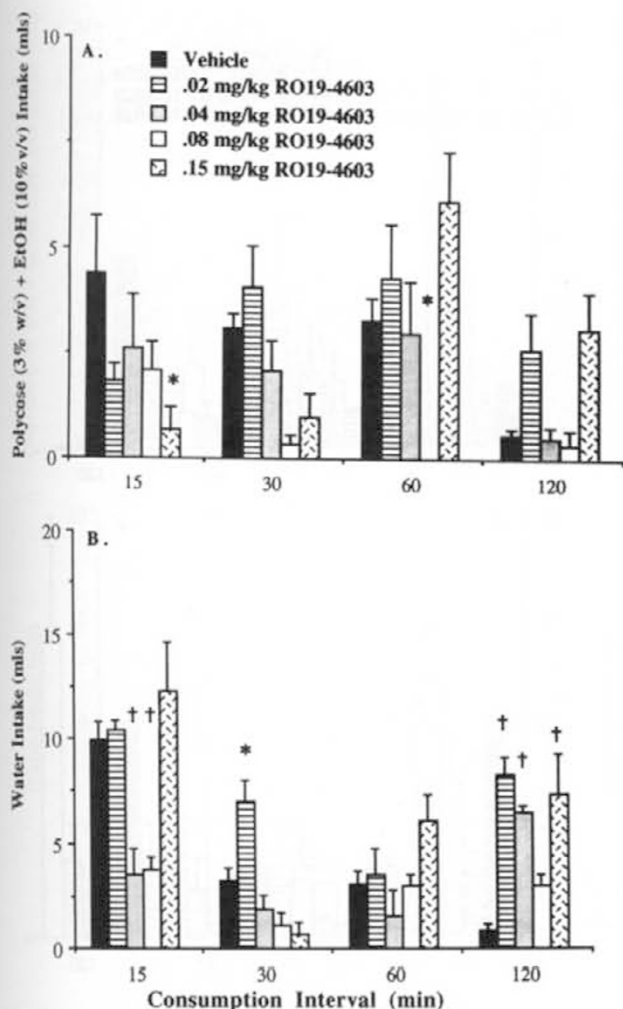 A.
Vehicle
.02 mg/kg RO19-4603
.04 mg/kg RO19-4603
.08 mg/kg RO19-4603
.15 mg/kg RO19-4603
Polycose (3% w/v) + EtOH (10%v/v) Intake (mls)
10
5
0
*
*
15 30 60 120
B.
Water Intake (mls)
20
15
10
5
0
† †
*
†
†
†
15 30 60 120
Consumption Interval (min)